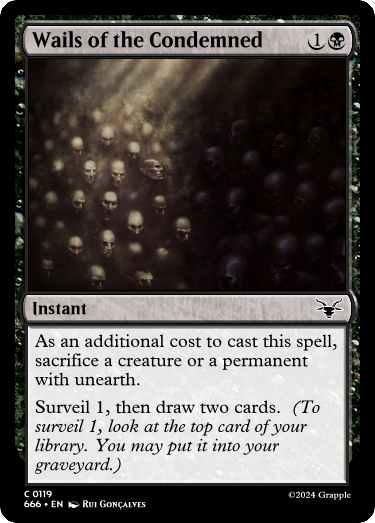 Wails of the Condemned 1
Instant
As an additional cost to cast this spell,
sacrifice a creature or a permanent
with unearth.
Surveil 1, then draw two cards. (To
surveil 1, look at the top card of your
library. You may put it into your
graveyard.)
C 0119
666 • EN Rui Gonçalves
©2024 Grapple